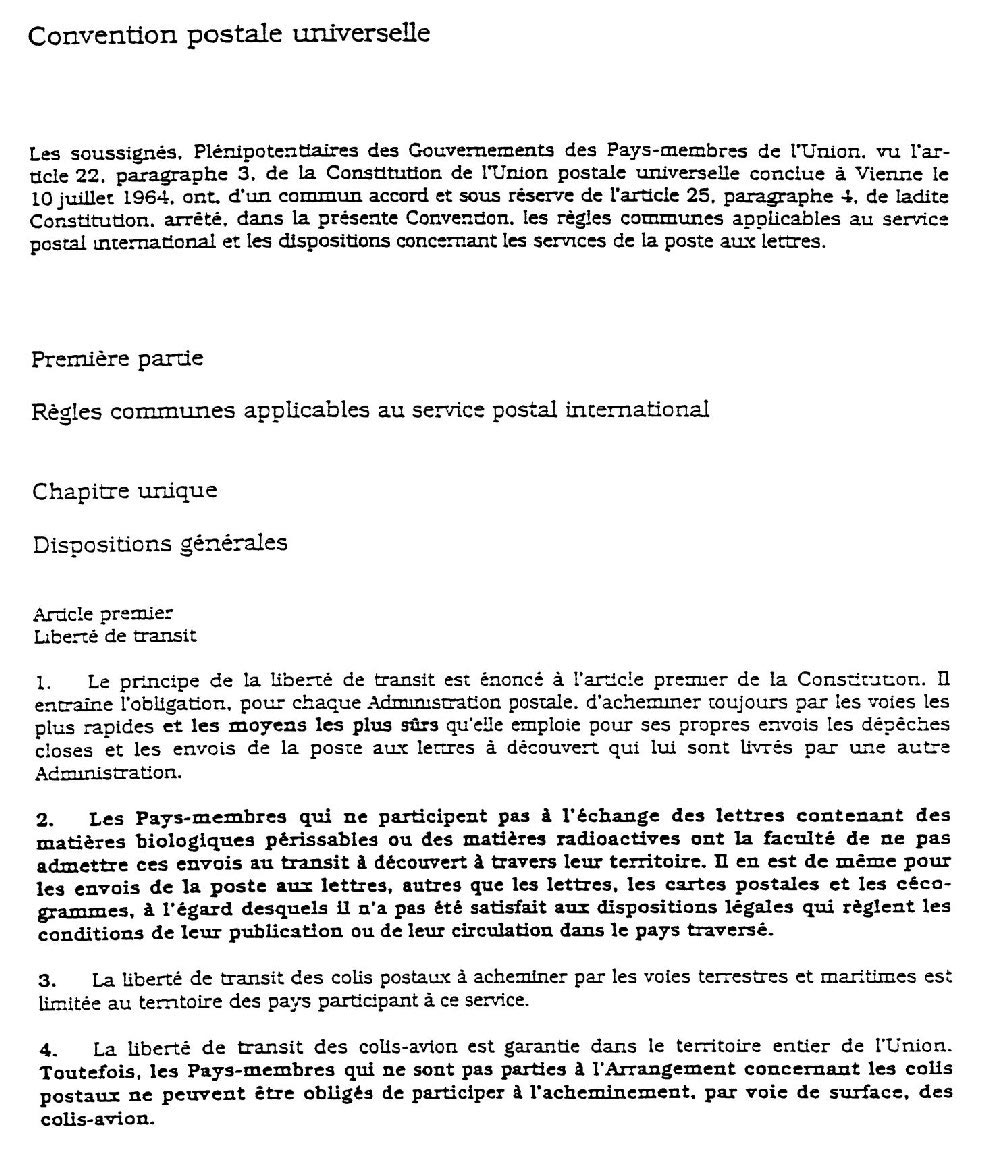 Convention postale universelle
Les soussignés, Plénipotentiaires des Gouvernements des Pays-membres de l'Union, vu l'ar-
ticle 22, paragraphe 3, de la Constitution de l'Union postale universelle conclue à Vienne le
10 juillet 1964, ont, d'un commun accord et sous réserve de l'article 25, paragraphe 4, de ladite
Constitution, arrêté, dans la présente Convention, les règles communes applicables au service
postal international et les dispositions concernant les services de la poste aux lettres.
Première partie
Règles communes applicables au service postal international
Chapitre unique
Dispositions générales
Article premier
Liberté de transit
1. Le principe de la liberté de transit est énoncé à l'article premier de la Constitution. Il
entraîne l'obligation, pour chaque Administration postale, d'acheminer toujours par les voies les
plus rapides et les moyens les plus sûrs qu'elle emploie pour ses propres envois les dépêches
closes et les envois de la poste aux lettres à découvert qui lui sont livrés par une autre
Administration.
2. Les Pays-membres qui ne participent pas à l'échange des lettres contenant des
matières biologiques périssables ou des matières radioactives ont la faculté de ne pas
admettre ces envois au transit à découvert à travers leur territoire. Il en est de même pour
les envois de la poste aux lettres, autres que les lettres, les cartes postales et les céco-
grammes, à l'égard desquels il n'a pas été satisfait aux dispositions légales qui règlent les
conditions de leur publication ou de leur circulation dans le pays traversé.
3. La liberté de transit des colis postaux à acheminer par les voies terrestres et maritimes est
limitée au territoire des pays participant à ce service.
4. La liberté de transit des colis-avion est garantie dans le territoire entier de l'Union.
Toutefois, les Pays-membres qui ne sont pas parties à l'Arrangement concernant les colis
postaux ne peuvent être obligés de participer à l'acheminement, par voie de surface, des
colis-avion.